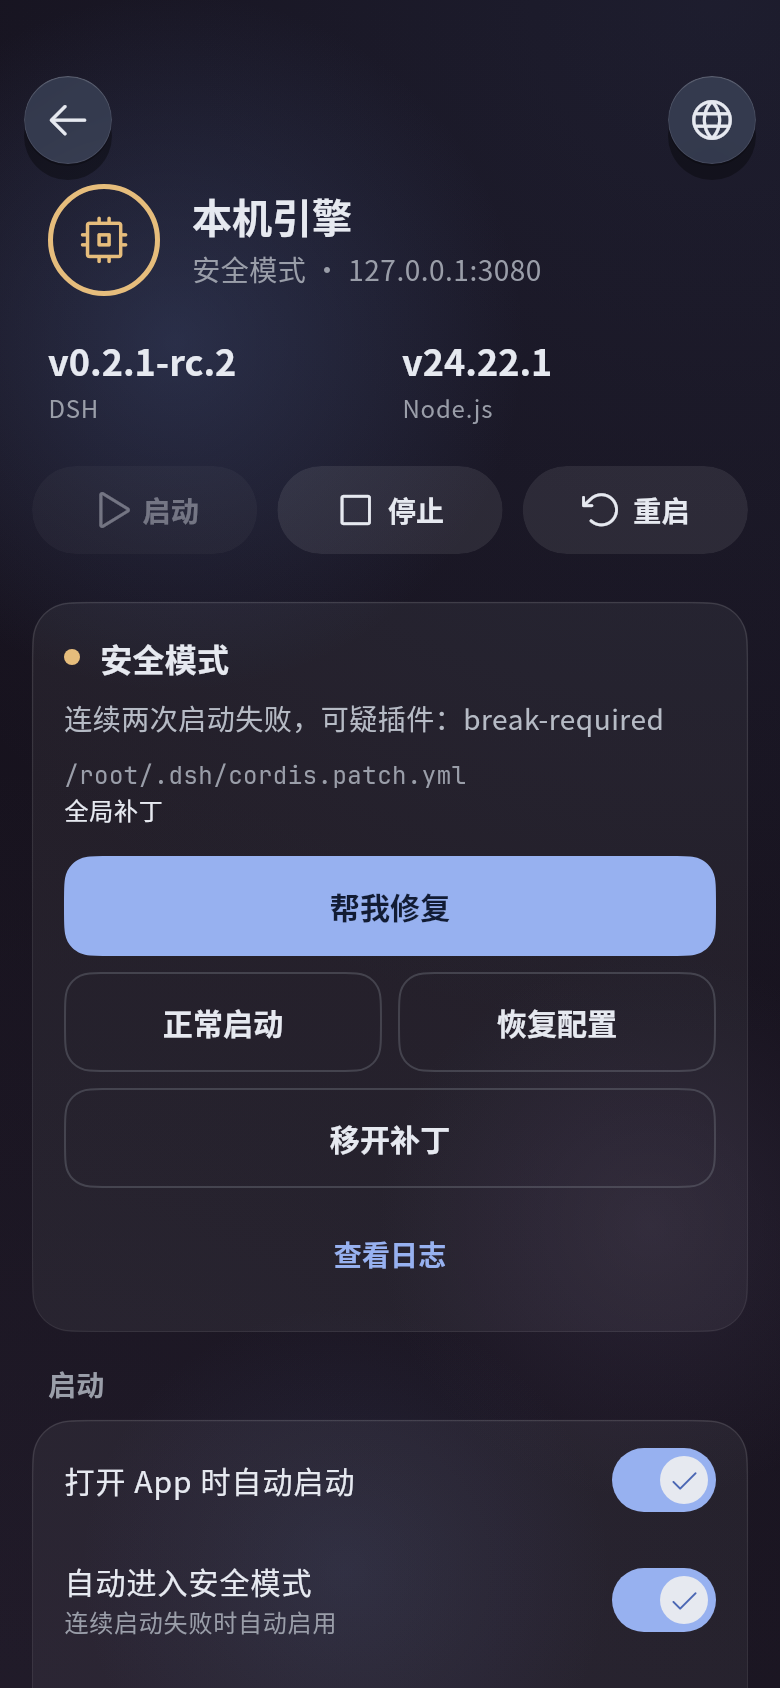 本机引擎
安全模式 • 127.0.0.1:3080
v0.2.1-rc.2
DSH
v24.22.1
Node.js
启动
停止
重启
安全模式
连续两次启动失败，可疑插件：break-required
/root/.dsh/cordis.patch.yml
全局补丁
帮我修复
正常启动
恢复配置
移开补丁
查看日志
启动
打开 App 时自动启动
自动进入安全模式
连续启动失败时自动启用